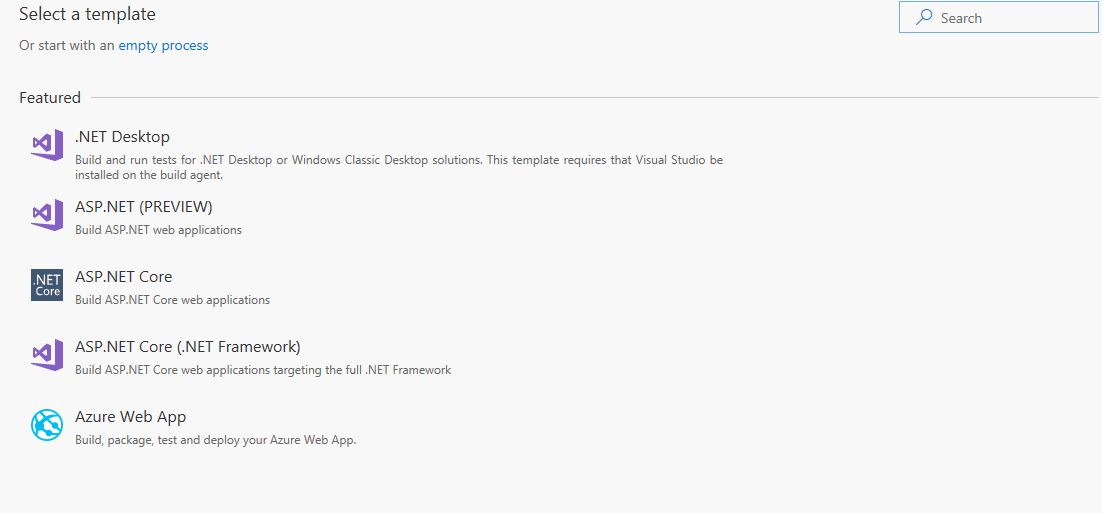 Select a template
Search
Or start with an empty process
Featured
.NET Desktop
Build and run tests for .NET Desktop or Windows Classic Desktop solutions. This template requires that Visual Studio be
installed on the build agent.
ASP.NET (PREVIEW)
Build ASP.NET web applications
.NET
Core
ASP.NET Core
Build ASP.NET Core web applications
ASP.NET Core (.NET Framework)
Build ASP.NET Core web applications targeting the full .NET Framework
Azure Web App
Build, package, test and deploy your Azure Web App.